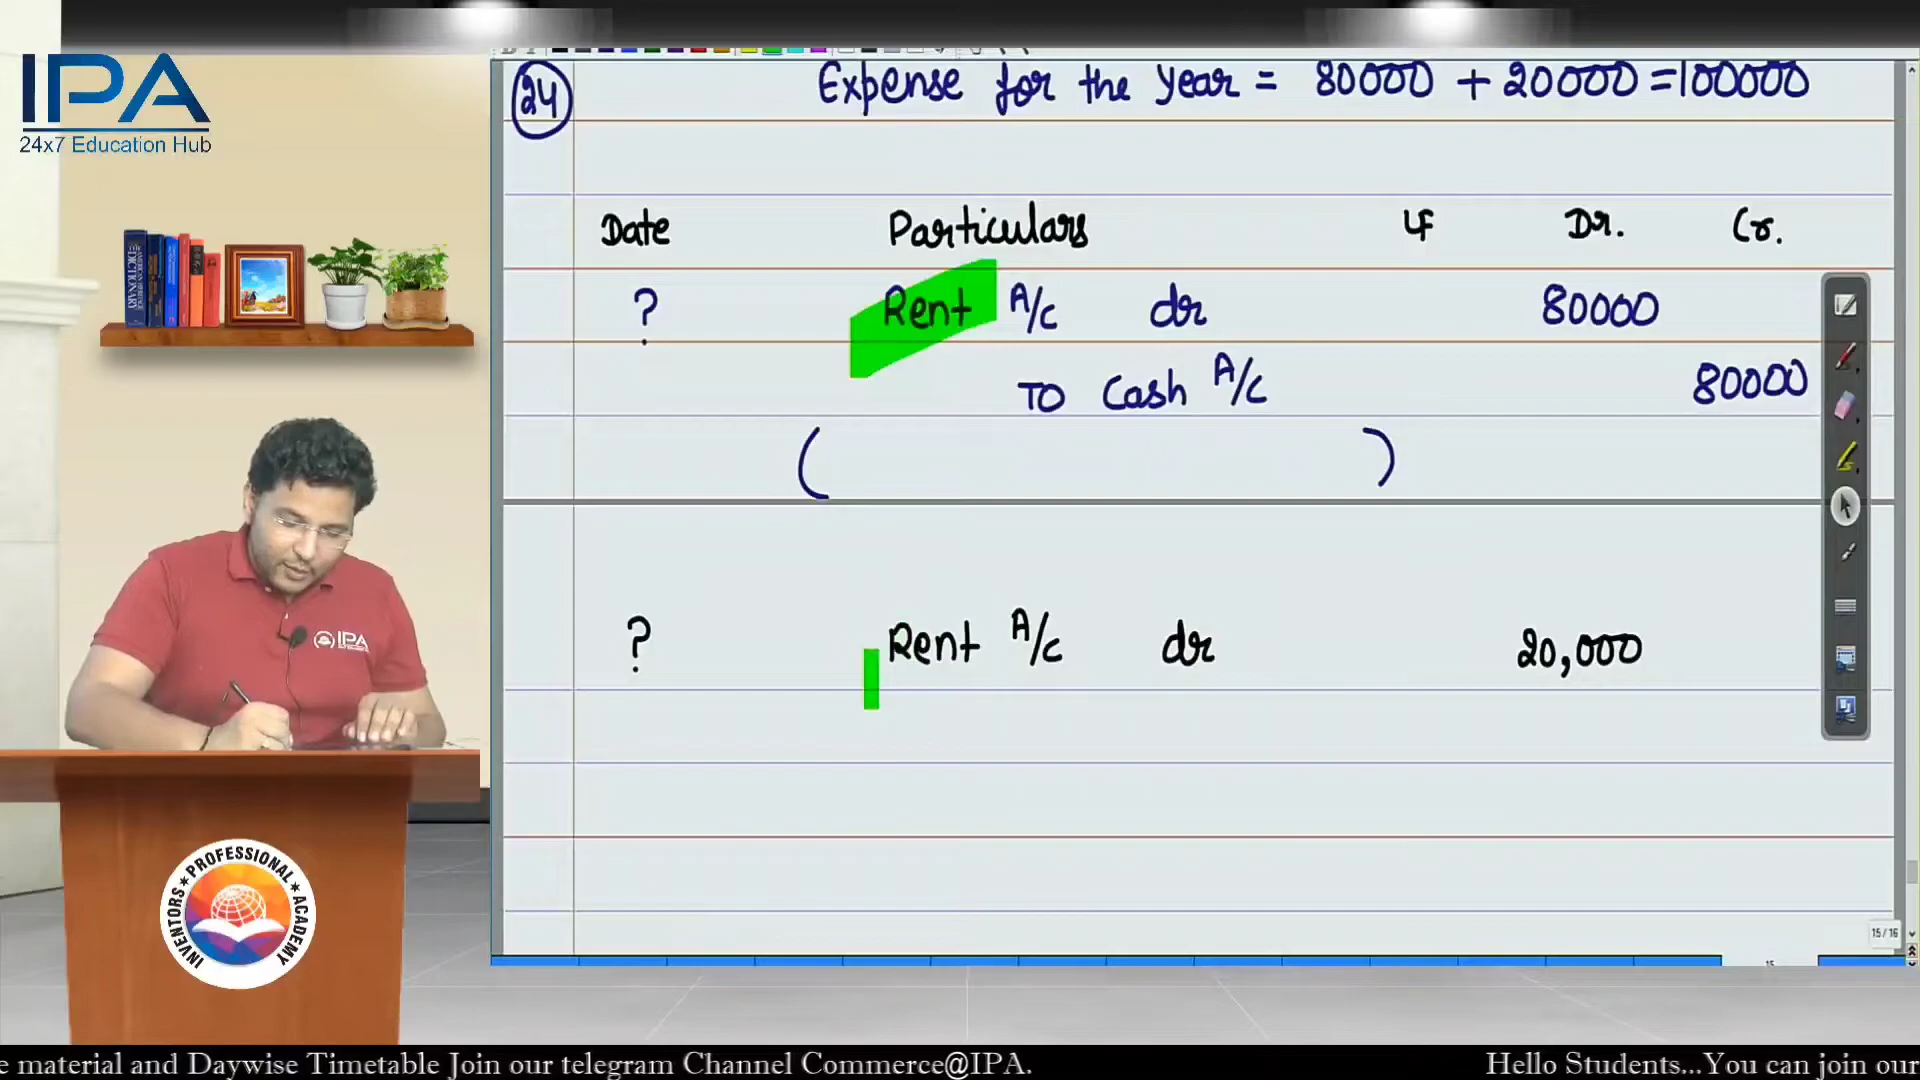 IPA
24x7 Education Hub
24
Expense for the year = 80000 + 20000 = 100000
Date Particulars LF Dr. Cr.
? Rent A/c dr 80000
To Cash A/c 80000
( )
? Rent A/c dr 20,000
IPA
INVENTORS★PROFESSIONAL★ACADEMY
DICTIONARY
15/16
15
e material and Daywise Timetable Join our telegram Channel Commerce@IPA. Hello Students...You can join our